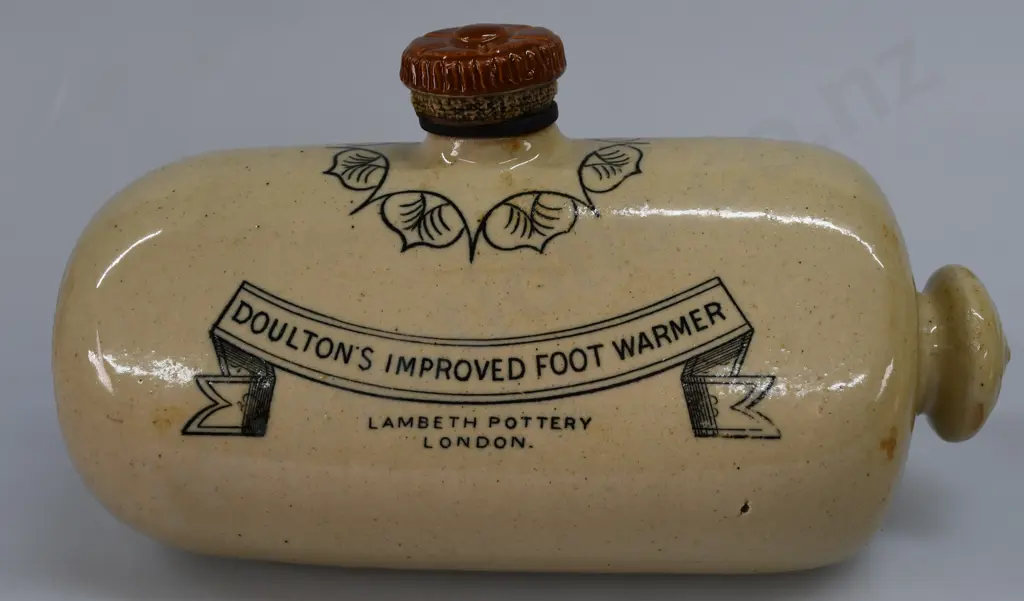 DOULTON'S IMPROVED FOOT WARMER
LAMBETH POTTERY
LONDON.